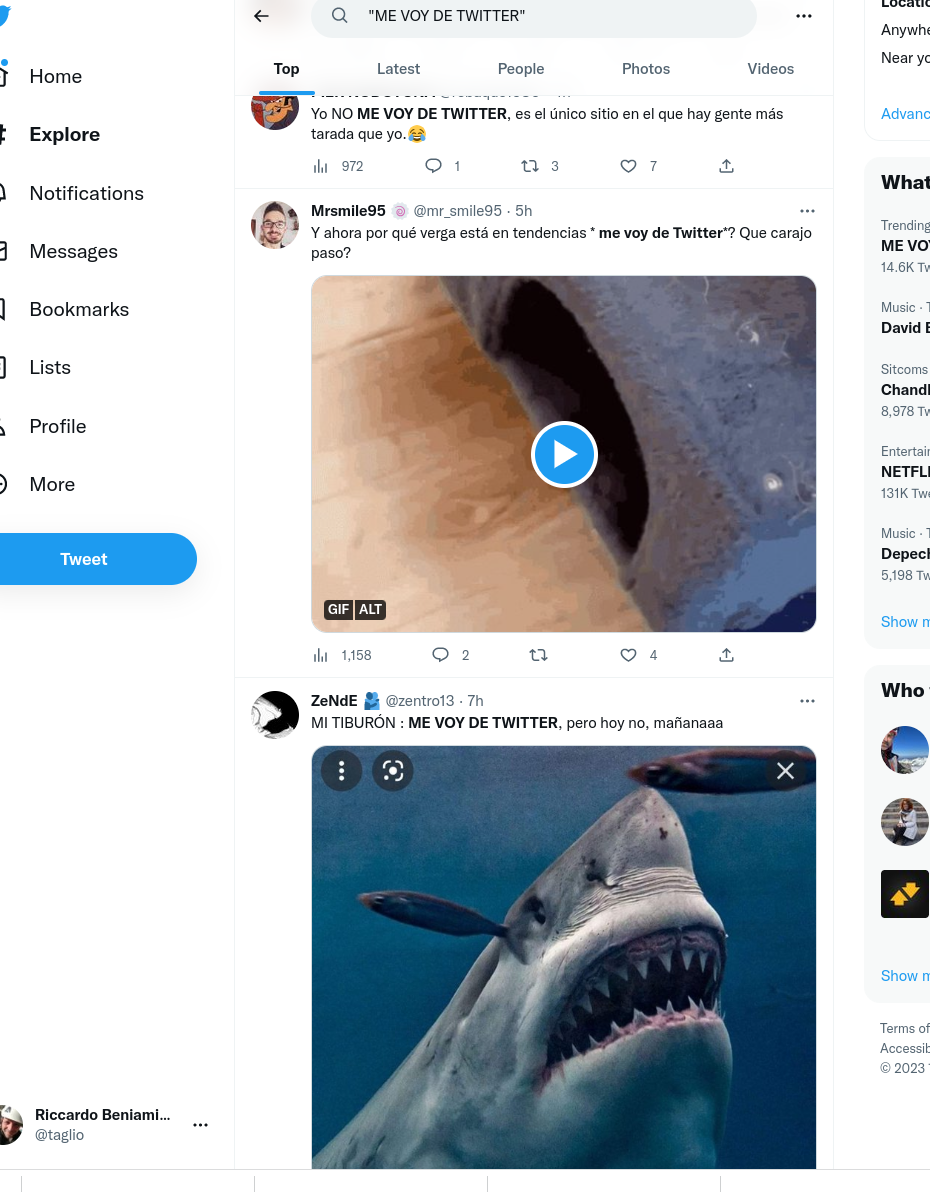 Home
Explore
Notifications
Messages
Bookmarks
Lists
Profile
More
Tweet
Riccardo Beniami...
@taglio
"ME VOY DE TWITTER"
Top
Latest
People
Photos
Videos
Yo NO ME VOY DE TWITTER, es el único sitio en el que hay gente más
tarada que yo.😂
972
1
3
7
Mrsmile95 🍥 @mr_smile95 · 5h
Y ahora por qué verga está en tendencias * me voy de Twitter*? Que carajo
paso?
GIF ALT
1,158
2
4
ZeNdE 🫂 @zentro13 · 7h
MI TIBURÓN : ME VOY DE TWITTER, pero hoy no, mañanaaa
Locatio
Anywhe
Near yo
Advanc
What
Trending
ME VOY
14.6K Tw
Music · T
David B
Sitcoms
Chandl
8,978 Tw
Entertain
NETFLI
131K Twe
Music · T
Depech
5,198 Tw
Show m
Who
Show m
Terms of
Accessib
© 2023